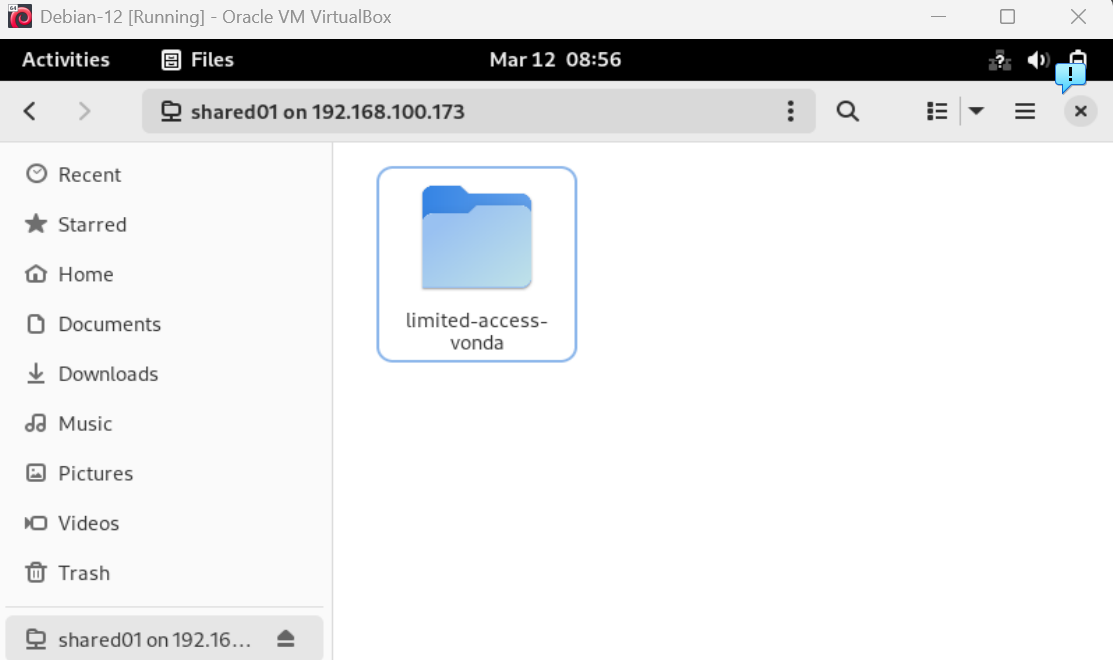 Debian-12 [Running] - Oracle VM VirtualBox
Activities
Files
Mar 12 08:56
shared01 on 192.168.100.173
Recent
Starred
Home
Documents
Downloads
Music
Pictures
Videos
Trash
shared01 on 192.16…
limited-access-
vonda